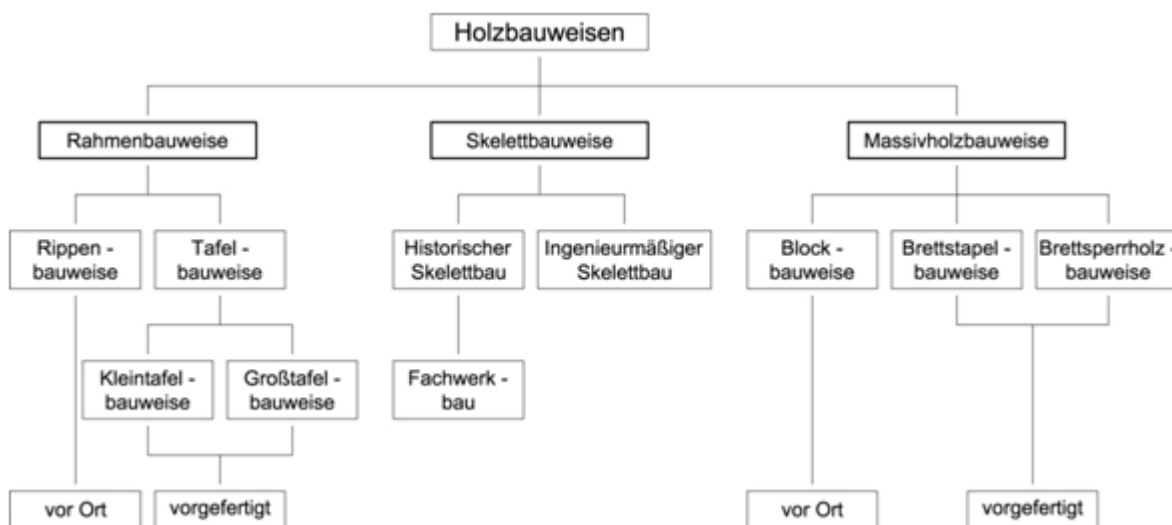 Holzbauweisen
Rahmenbauweise
Skelettbauweise
Massivholzbauweise
Rippen -
bauweise
Tafel -
bauweise
Historischer
Skelettbau
Ingenieurmäßiger
Skelettbau
Block -
bauweise
Brettstapel -
bauweise
Brettsperrholz -
bauweise
Kleintafel -
bauweise
Großtafel -
bauweise
Fachwerk -
bau
vor Ort
vorgefertigt
vor Ort
vorgefertigt